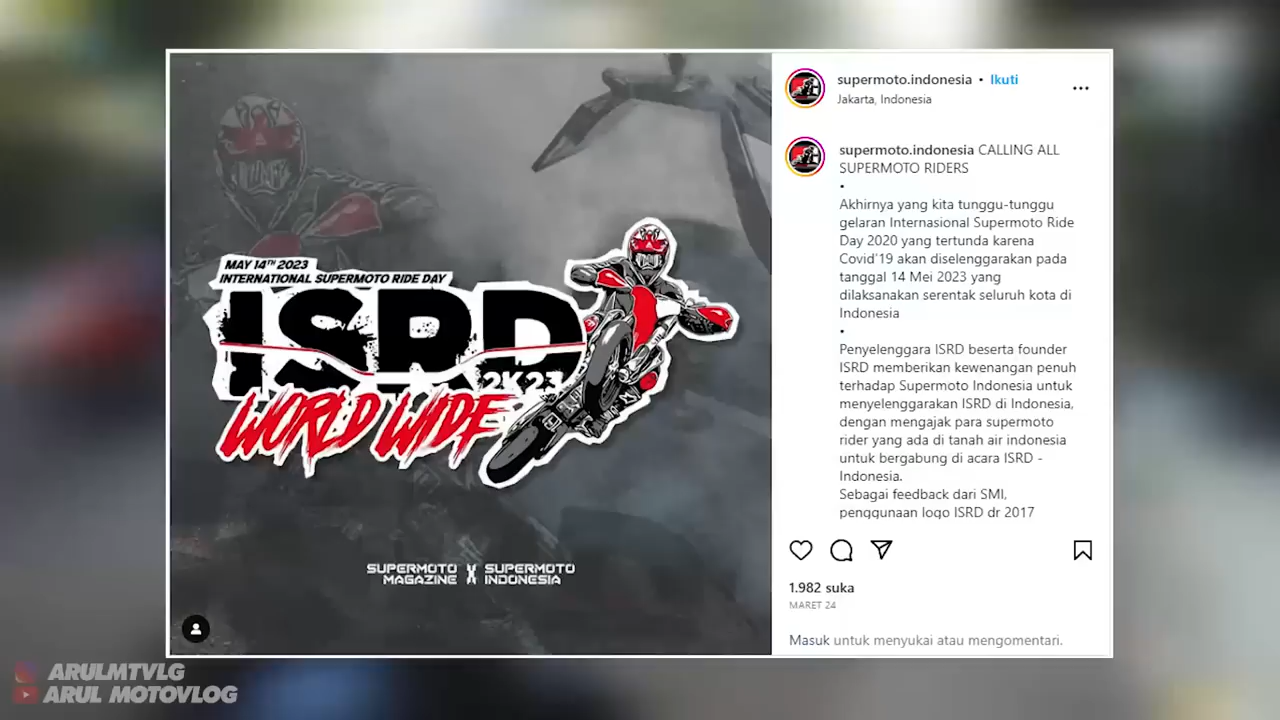 MAY 14TH 2023
INTERNATIONAL SUPERMOTO RIDE DAY
ISRD
2K23
WORLD WIDE
SUPERMOTO MAGAZINE X SUPERMOTO INDONESIA
supermoto.indonesia • Ikuti
Jakarta, Indonesia
supermoto.indonesia CALLING ALL
SUPERMOTO RIDERS
•
Akhirnya yang kita tunggu-tunggu
gelaran Internasional Supermoto Ride
Day 2020 yang tertunda karena
Covid'19 akan diselenggarakan pada
tanggal 14 Mei 2023 yang
dilaksanakan serentak seluruh kota di
Indonesia
•
Penyelenggara ISRD beserta founder
ISRD memberikan kewenangan penuh
terhadap Supermoto Indonesia untuk
menyelenggarakan ISRD di Indonesia,
dengan mengajak para supermoto
rider yang ada di tanah air indonesia
untuk bergabung di acara ISRD -
Indonesia.
Sebagai feedback dari SMI,
penggunaan logo ISRD dr 2017
1.982 suka
MARET 24
Masuk untuk menyukai atau mengomentari.
ARULMTVLG
ARUL MOTOVLOG